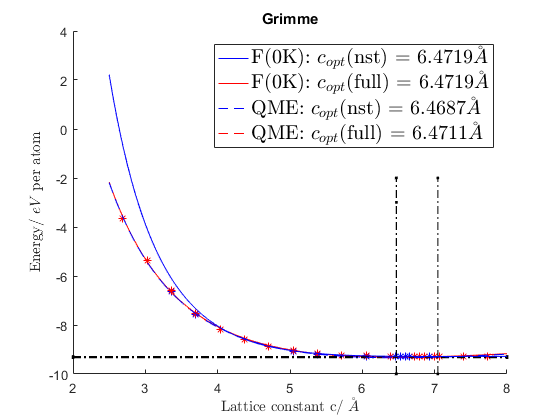 Grimme
F(0K): c_opt(nst) = 6.4719Å
F(0K): c_opt(full) = 6.4719Å
QME: c_opt(nst) = 6.4687Å
QME: c_opt(full) = 6.4711Å
4
2
0
-2
-4
-6
-8
-10
Energy/ eV per atom
2 3 4 5 6 7 8
Lattice constant c/ Å